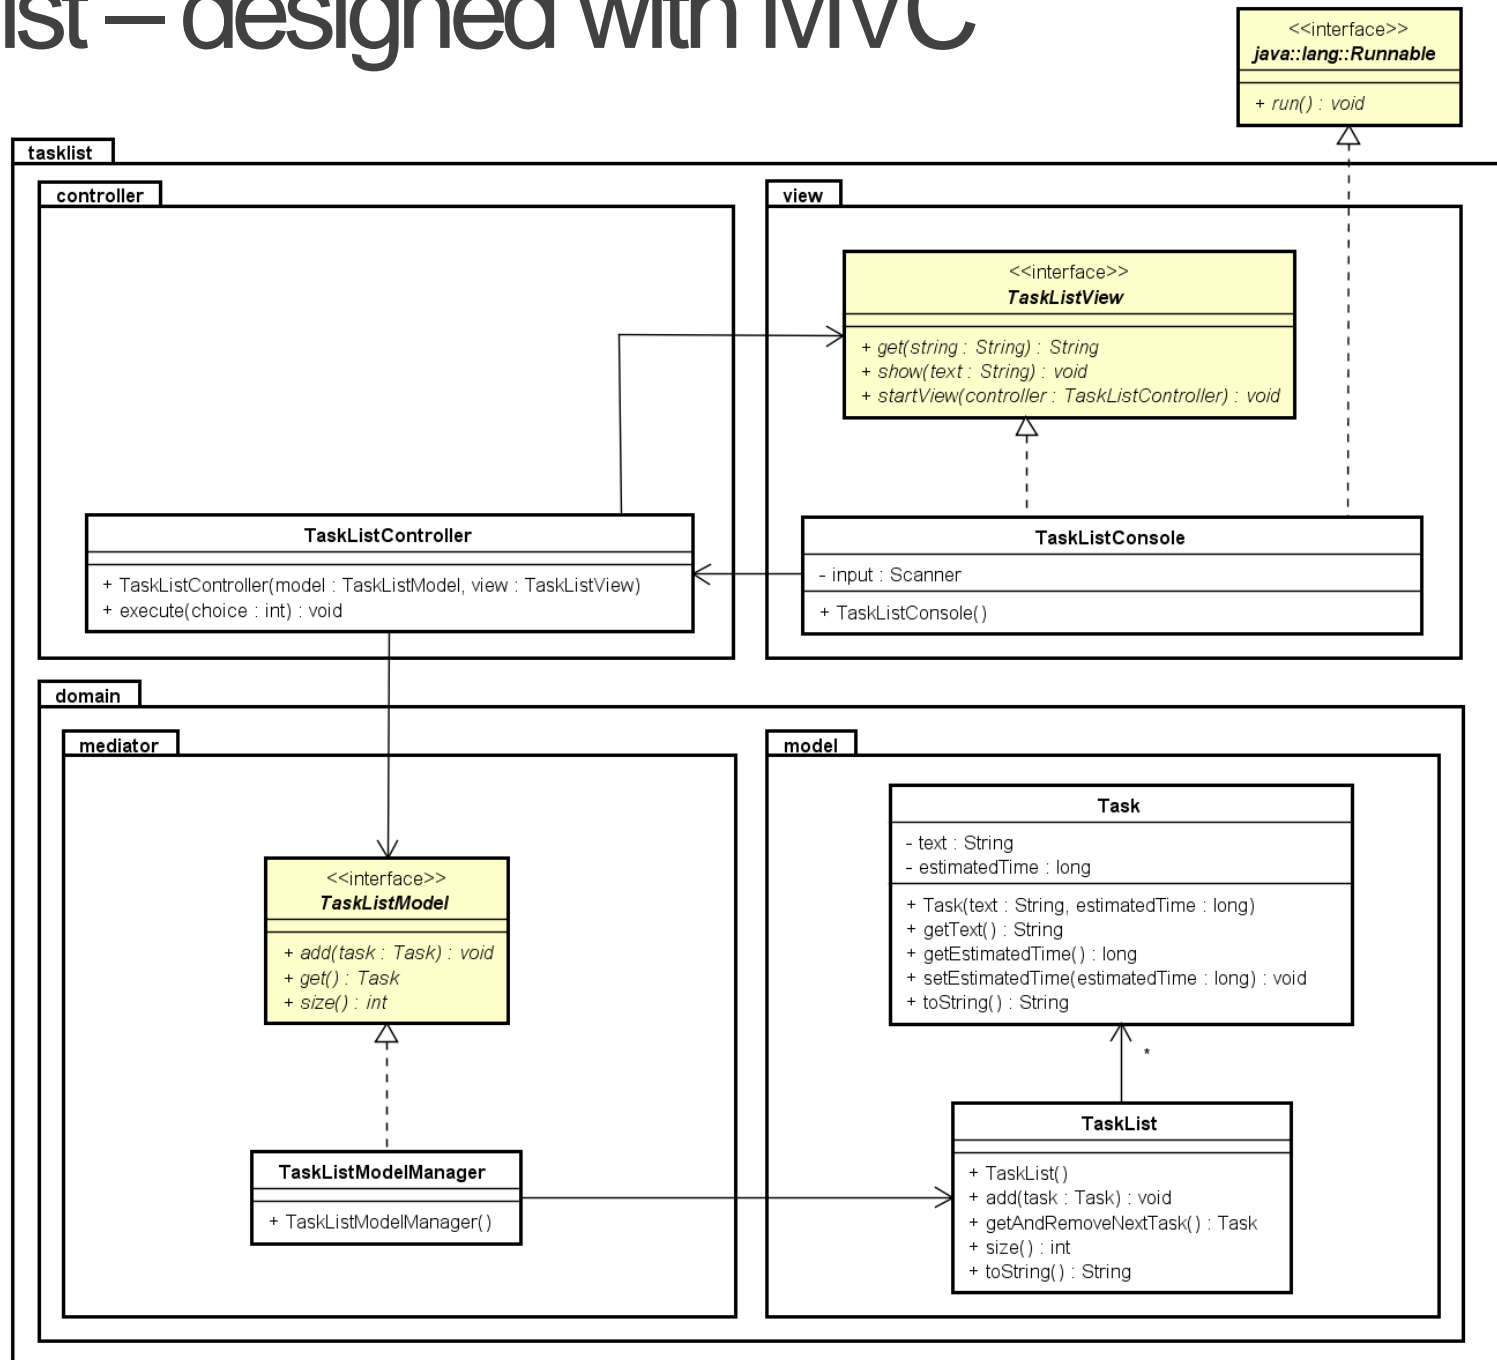 ist – designed with MVC
<<interface>>
java::lang::Runnable
+ run() : void
tasklist
controller
view
<<interface>>
TaskListView
+ get(string : String) : String
+ show(text : String) : void
+ startView(controller : TaskListController) : void
TaskListController
+ TaskListController(model : TaskListModel, view : TaskListView)
+ execute(choice : int) : void
TaskListConsole
- input : Scanner
+ TaskListConsole()
domain
mediator
model
<<interface>>
TaskListModel
+ add(task : Task) : void
+ get() : Task
+ size() : int
Task
- text : String
- estimatedTime : long
+ Task(text : String, estimatedTime : long)
+ getText() : String
+ getEstimatedTime() : long
+ setEstimatedTime(estimatedTime : long) : void
+ toString() : String
*
TaskListModelManager
+ TaskListModelManager()
TaskList
+ TaskList()
+ add(task : Task) : void
+ getAndRemoveNextTask() : Task
+ size() : int
+ toString() : String